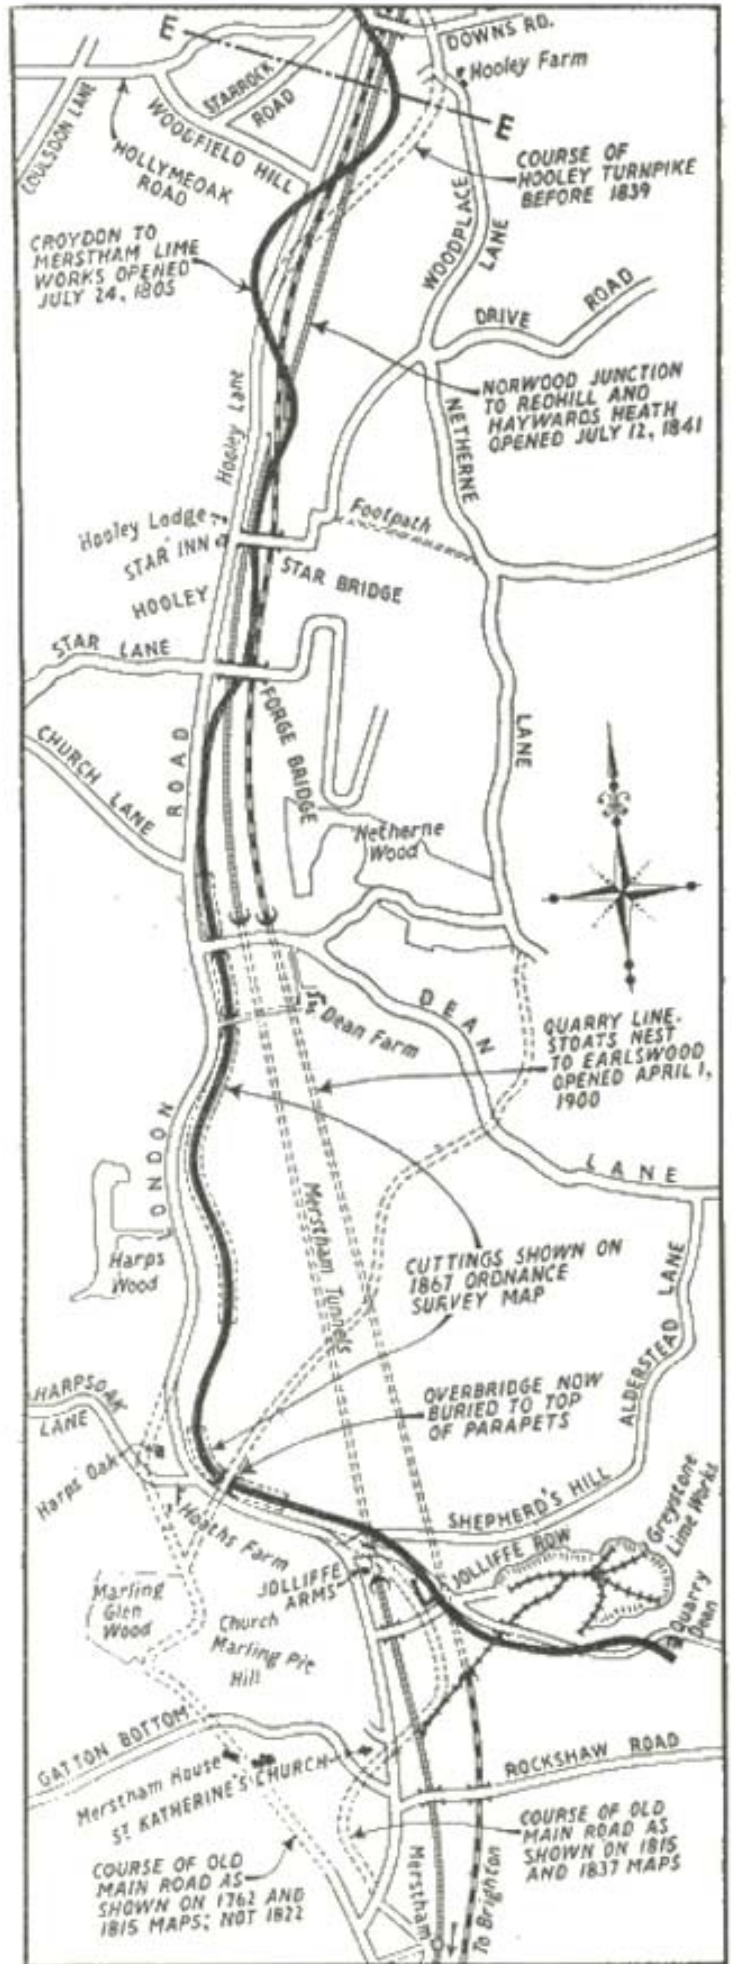 E
DOWNS RD.
Hooley Farm
STARROCK
ROAD
COULSDON LANE
WOODFIELD HILL
HOLLYMEOAK
ROAD
E
COURSE OF
HOOLEY TURNPIKE
BEFORE 1839
WOODPLACE
LANE
CROYDON TO
MERSTHAM LIME
WORKS OPENED
JULY 24, 1805
DRIVE ROAD
NORWOOD JUNCTION
TO REDHILL AND
HAYWARDS HEATH
OPENED JULY 12, 1841
Hooley Lane
NETHERNE
Hooley Lodge
STAR INN
Footpath
STAR BRIDGE
HOOLEY
STAR LANE
FORGE BRIDGE
LANE
CHURCH LANE
ROAD
Netherne
Wood
DEAN
Dean Farm
QUARRY LINE.
STOATS NEST
TO EARLSWOOD
OPENED APRIL 1,
1900
LONDON
LANE
Merstham Tunnels
Harps
Wood
CUTTINGS SHOWN ON
1867 ORDNANCE
SURVEY MAP
ALDERSTEAD LANE
HARPSOAK
LANE
OVERBRIDGE NOW
BURIED TO TOP
OF PARAPETS
Harps Oak
SHEPHERD'S HILL
Greystone
Lime Works
Hoaths Farm
JOLLIFFE ROW
JOLLIFFE
ARMS
Marling
Glen
Wood
Church
Marling Pit
Hill
Quarry
Dean
GATTON BOTTOM
Merstham House
ST KATHERINE'S CHURCH
ROCKSHAW ROAD
COURSE OF OLD
MAIN ROAD AS
SHOWN ON 1815
AND 1837 MAPS
COURSE OF OLD
MAIN ROAD AS
SHOWN ON 1762 AND
1815 MAPS; NOT 1822
Merstham
To Brighton